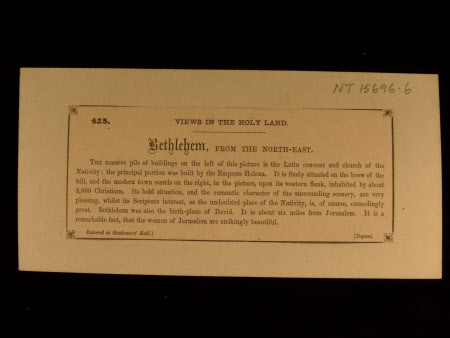 NT 15696-6
425,
VIEWS IN THE HOLY LAND.
Bethlehem, FROM THE NORTH-EAST.
THE massive pile of buildings on the left of this picture is the Latin convent and church of the
Nativity: the principal portion was built by the Empress Helena. It is finely situated on the brow of the
hill, and the modern town stands on the right, in the picture, upon its western flank, inhabited by about
3,000 Christians. Its bold situation, and the romantic character of the surrounding scenery, are very
pleasing, whilst its Scripture interest, as the undoubted place of the Nativity, is, of course, exceedingly
great. Bethlehem was also the birth-place of David. It is about six miles from Jerusalem. It is a
remarkable fact, that the women of Jerusalem are strikingly beautiful.
Entered at Stationers' Hall.]
[Deposé.